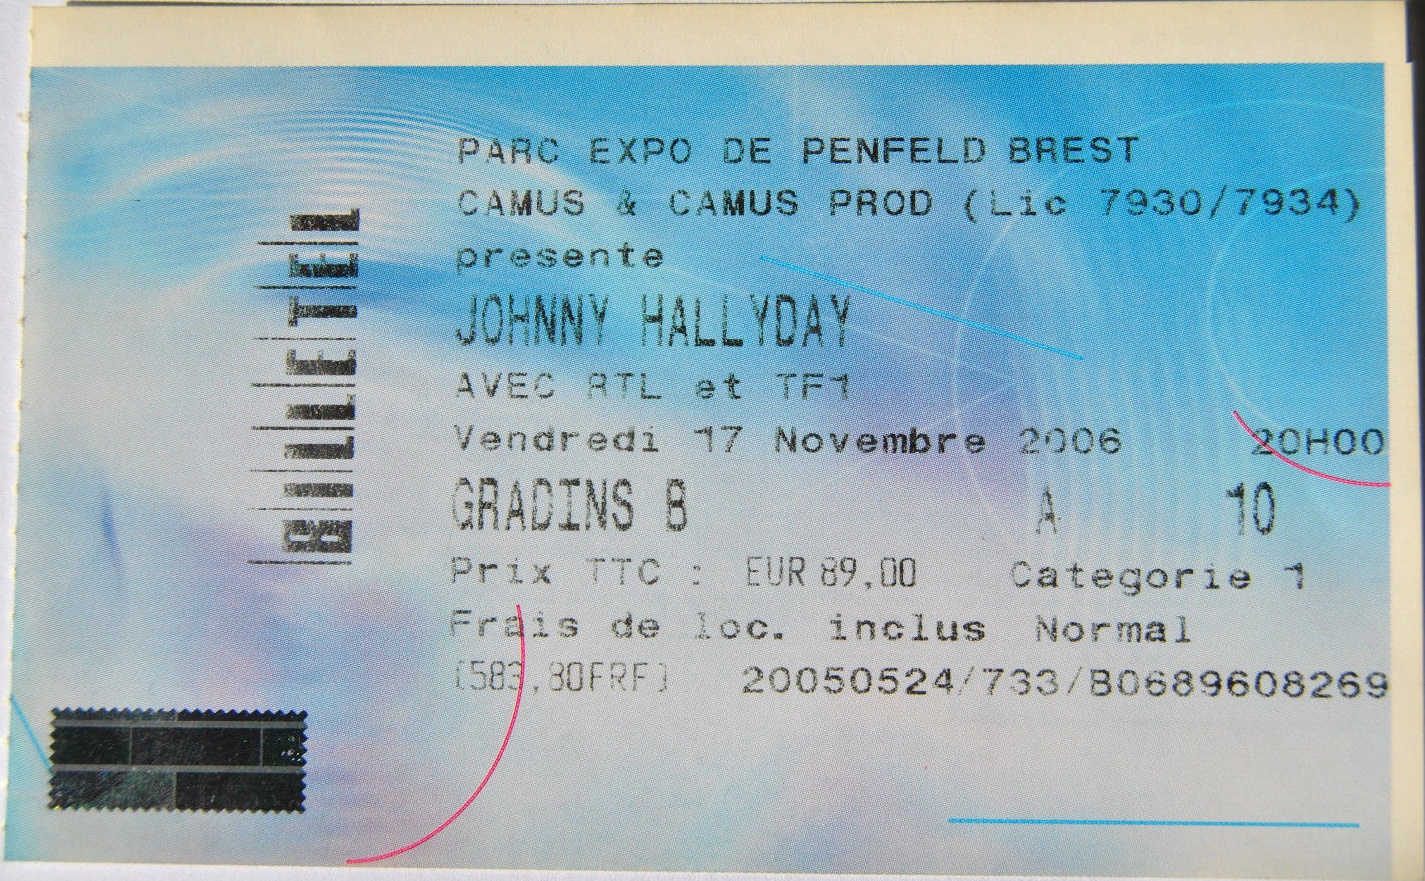 PARC EXPO DE PENFELD BREST
CAMUS & CAMUS PROD (Lic 7930/7934)
presente
JOHNNY HALLYDAY
AVEC RTL et TF1
Vendredi 17 Novembre 2006 20H00
GRADINS B A 10
Prix TTC : EUR 89,00 Categorie 1
Frais de loc. inclus Normal
(583,80FRF) 20050524/733/B0689608269
BILLETEL